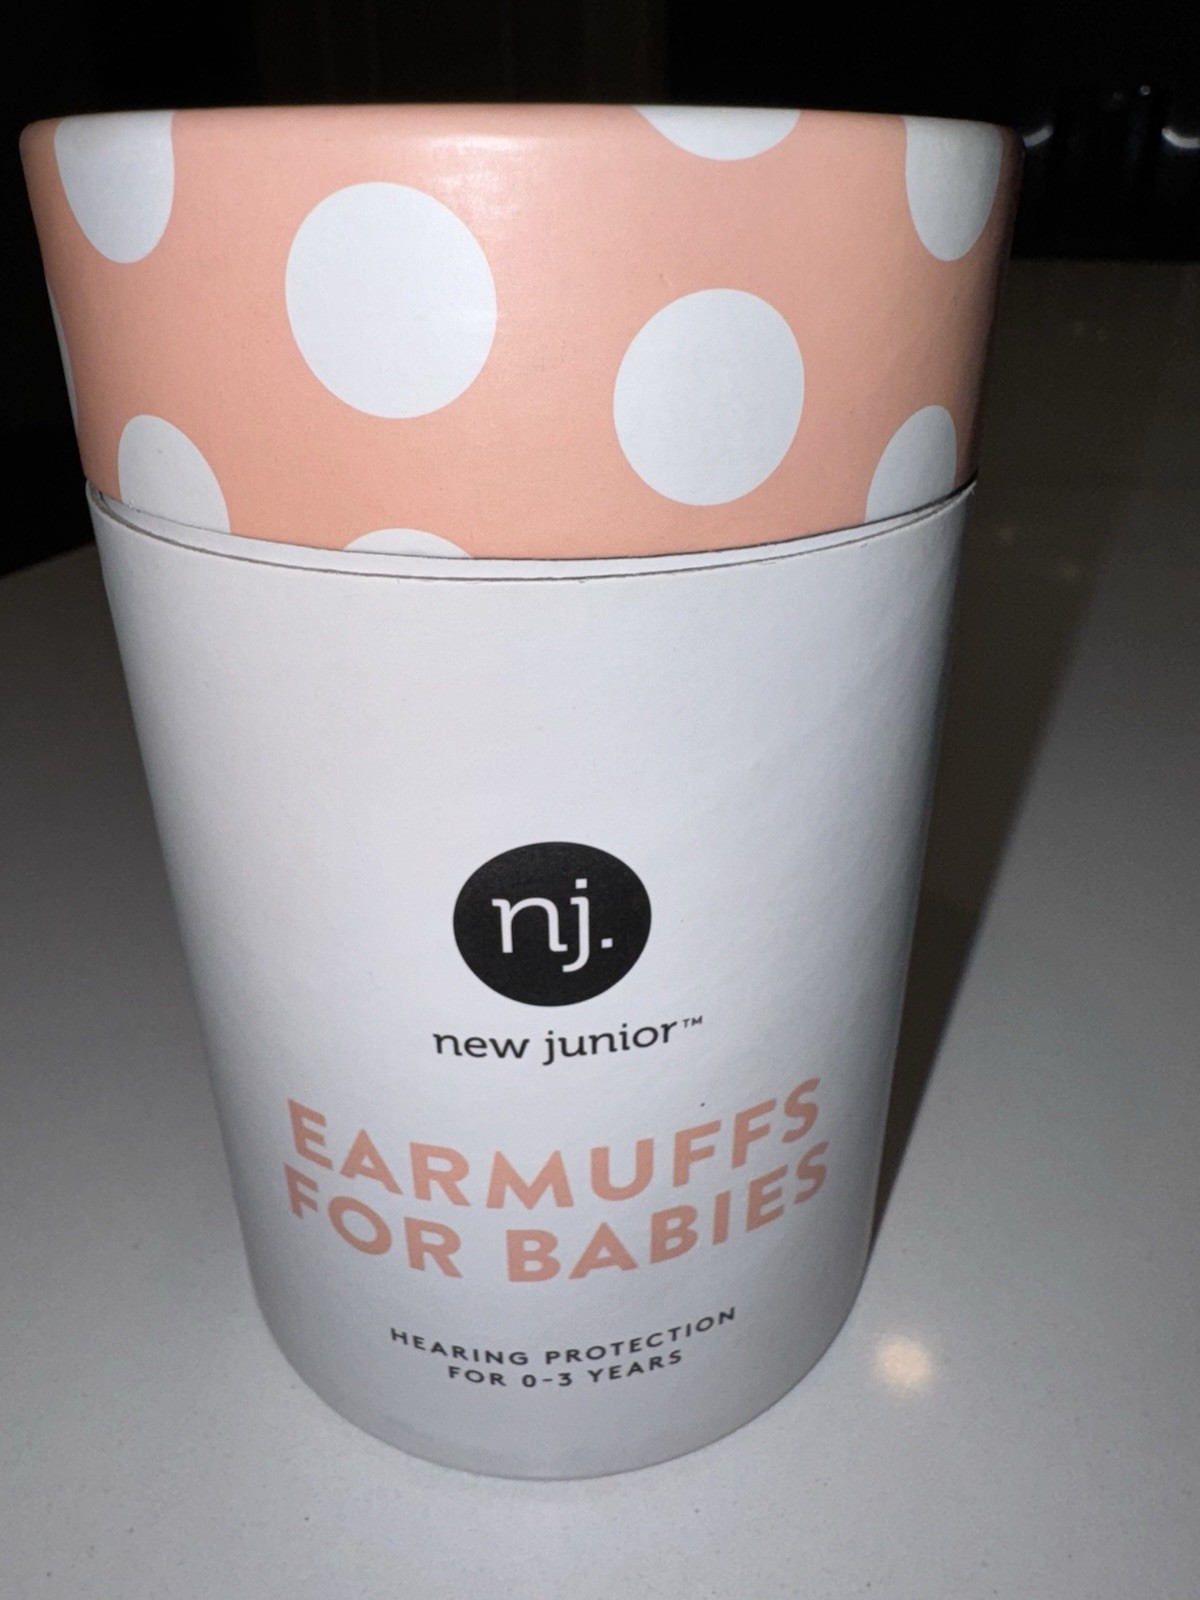 nj.
new junior™
EARMUFFS
FOR BABIES
HEARING PROTECTION
FOR 0-3 YEARS